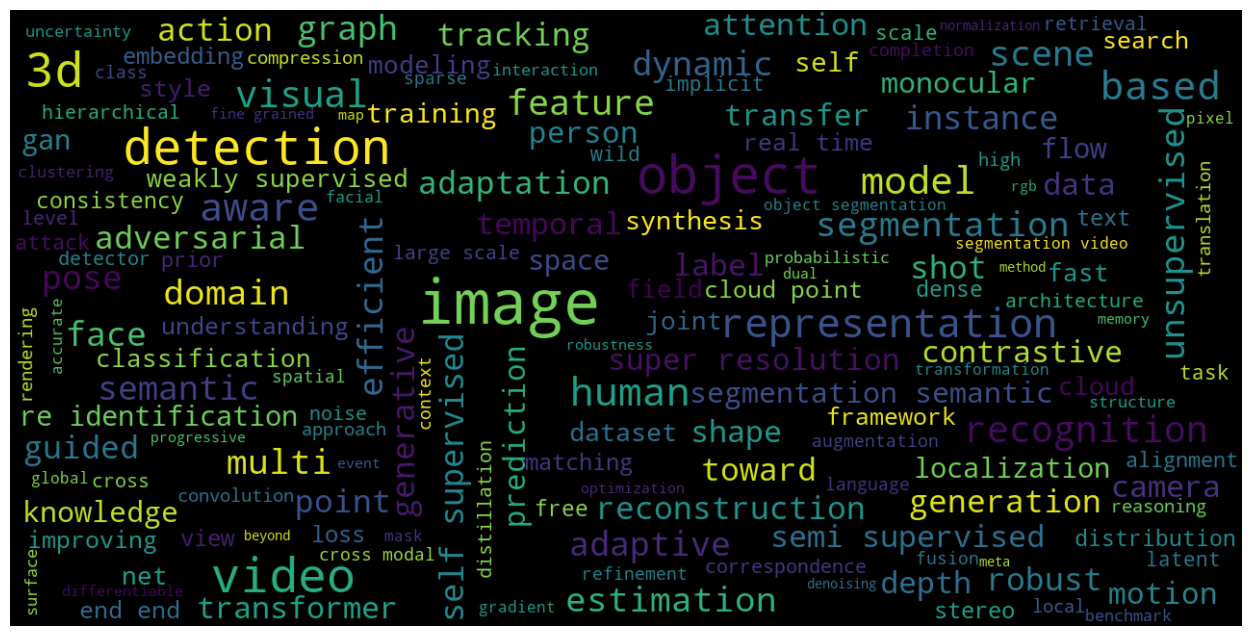 uncertainty
action
graph
tracking
attention
scale
normalization
retrieval
3d
embedding
compression
modeling
sparse
interaction
dynamic
self
implicit
completion
monocular
scene
search
class
style
visual
feature
based
hierarchical
fine grained
map
training
person
transfer
instance
pixel
gan
detection
wild
real time
high
flow
unsupervised
clustering
weakly supervised
adaptation
object
model
rgb
data
translation
consistency
aware
facial
object segmentation
level
adversarial
efficient
temporal
synthesis
segmentation
text
attack
detector
prior
large scale
space
label
probabilistic
segmentation video
pose
domain
image
field
cloud point
dual
shot
dense
method
fast
architecture
rendering
accurate
face
understanding
generative
joint
representation
memory
classification
context
self supervised
prediction
robustness
super resolution
contrastive
transformation
task
semantic
spatial
human
segmentation semantic
cloud
structure
re identification
noise
approach
framework
guided
progressive
dataset
shape
augmentation
recognition
multi
event
distillation
matching
toward
localization
alignment
global
cross
convolution
point
optimization
language
generation
camera
knowledge
free
reconstruction
reasoning
improving
view
beyond
loss
mask
adaptive
semi supervised
distribution
surface
net
cross modal
correspondence
fusion
meta
latent
differentiable
video
refinement
denoising
depth
robust
motion
end end
transformer
gradient
estimation
stereo
local
benchmark